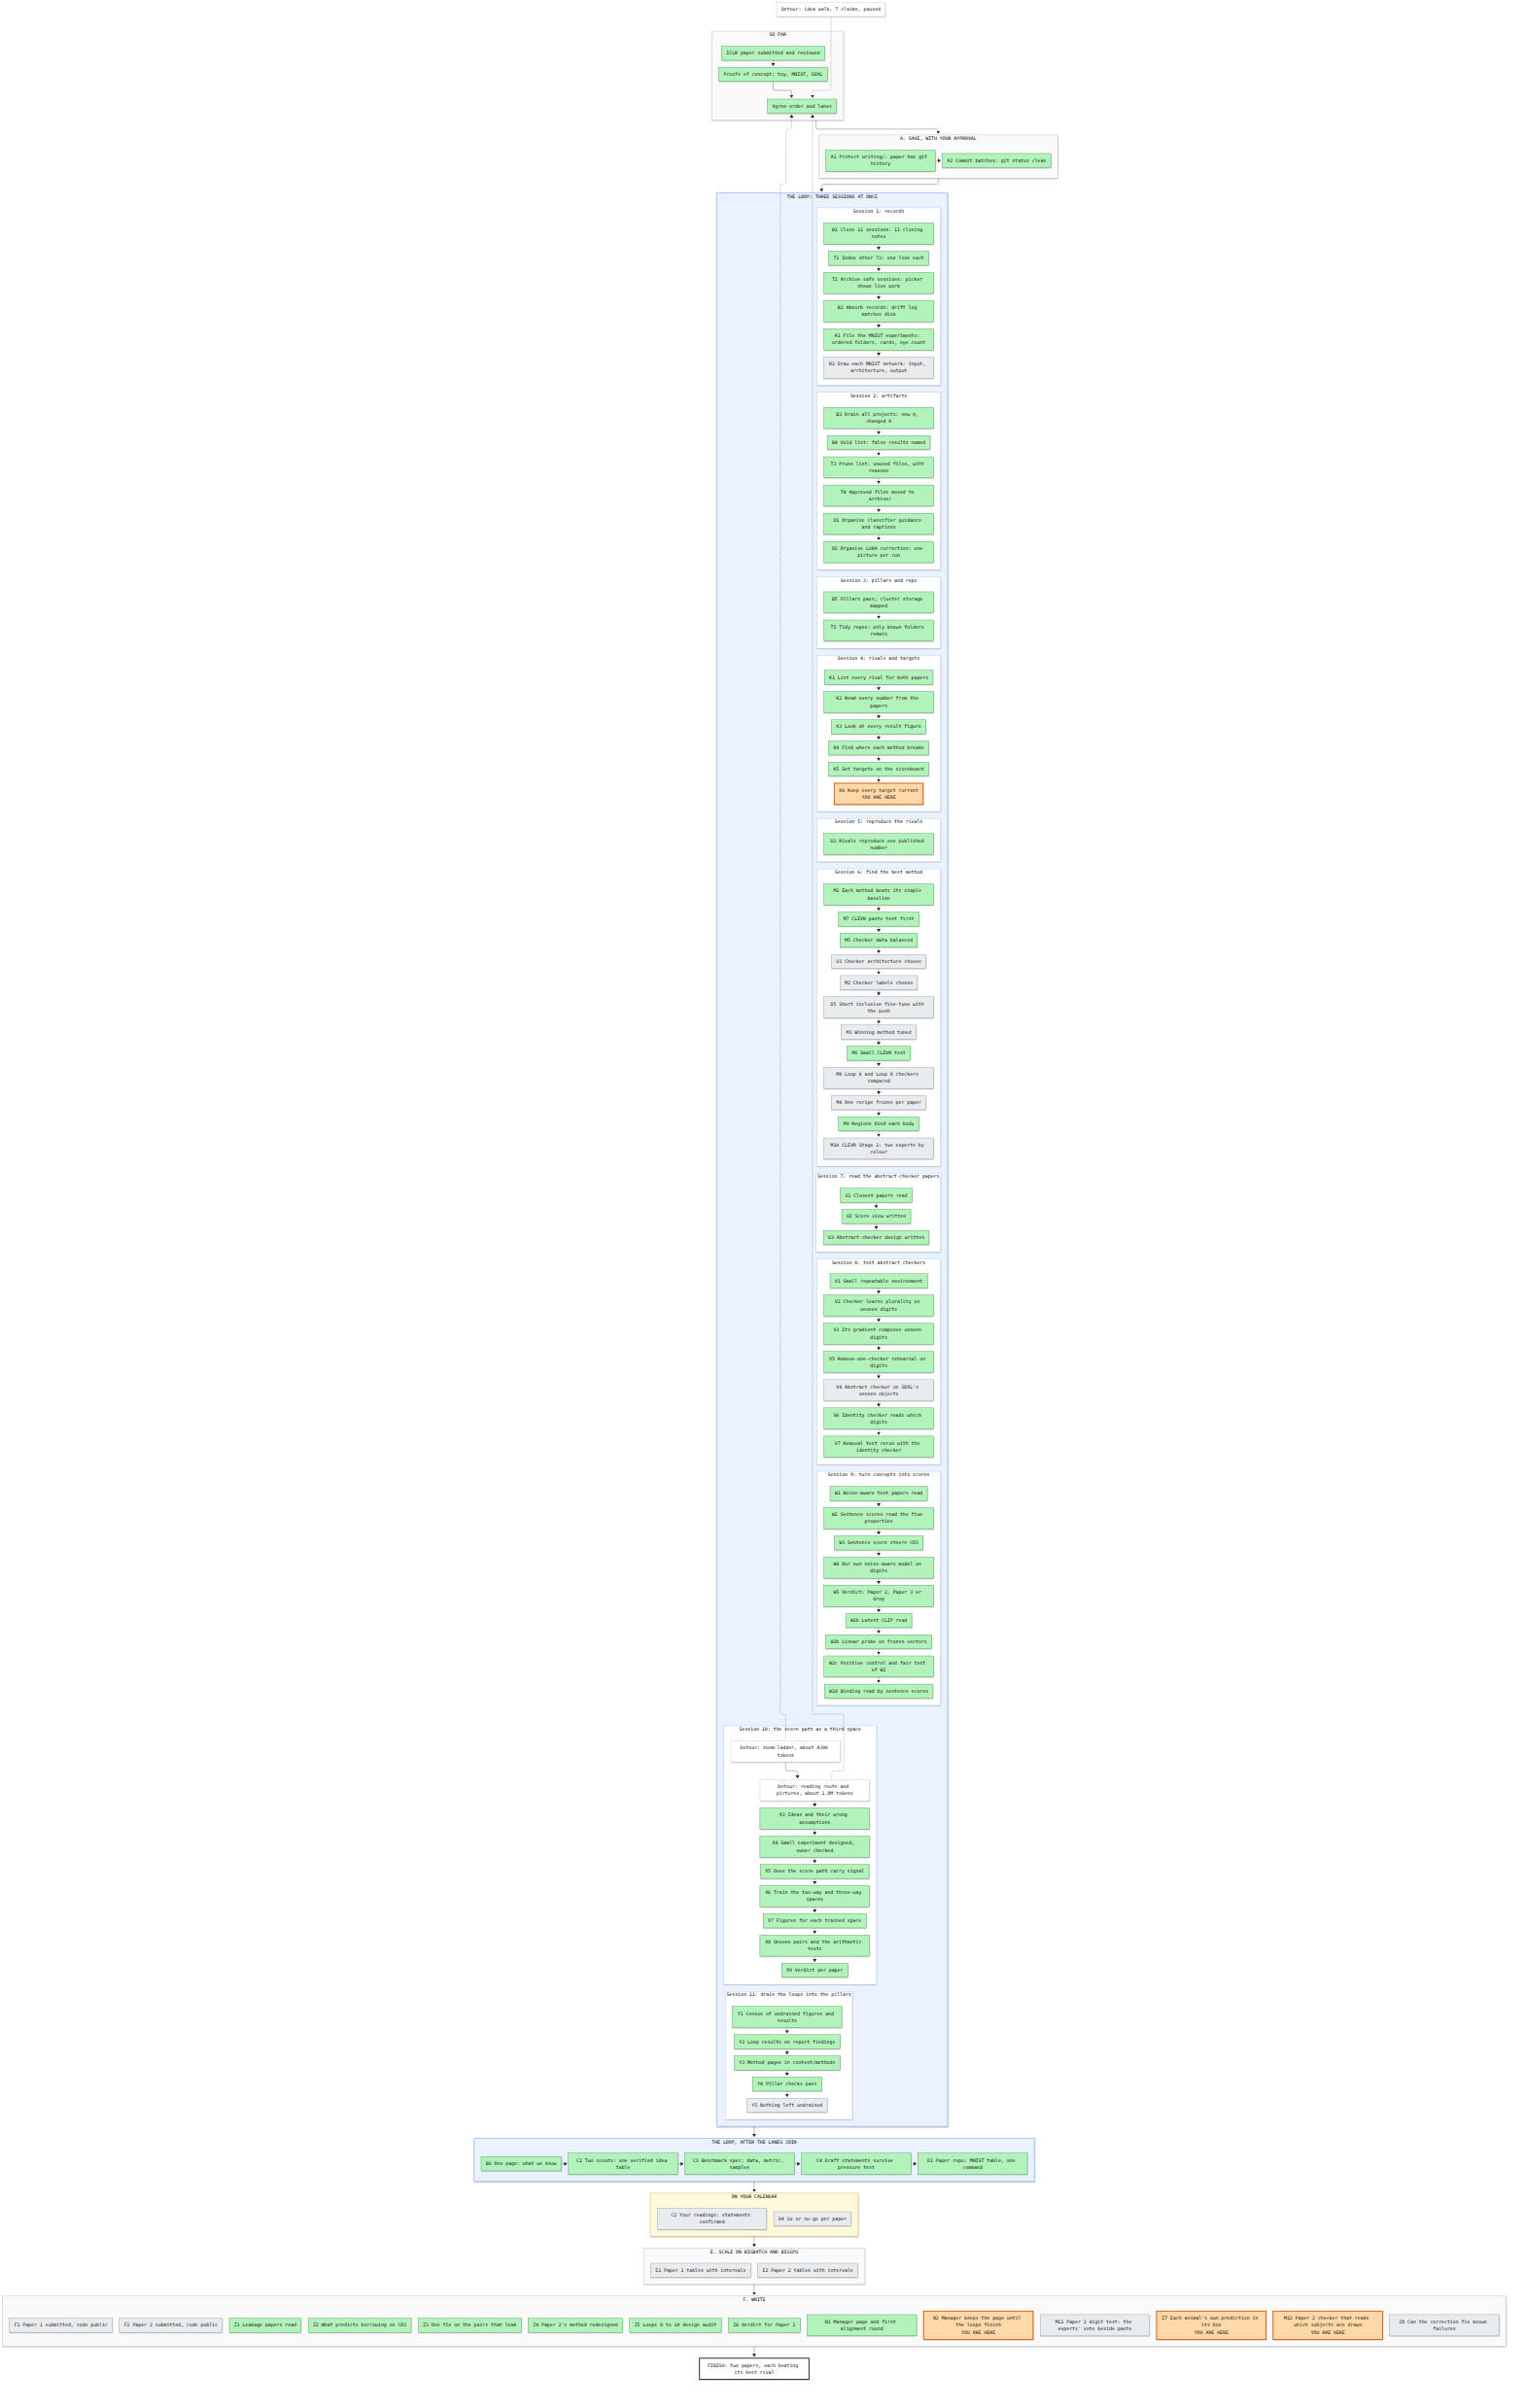 Detour: idea walk, 7 claims, paused
SO FAR
ICLR paper submitted and reviewed
Proofs of concept: toy, MNIST, SDXL
Agree order and lanes
A. SAVE, WITH YOUR APPROVAL
A1 Protect writing/: paper has git
history
A2 Commit batches: git status clean
THE LOOP: THREE SESSIONS AT ONCE
Session 1: records
B1 Close 11 sessions: 11 closing
notes
T1 Index other T3: one line each
T2 Archive safe sessions: picker
shows live work
B2 Absorb records: drift log
matches disk
R1 File the MNIST experiments:
ordered folders, cards, eye count
R2 Draw each MNIST network: input,
architecture, output
Session 2: artifacts
B3 Drain all projects: new 0,
changed 0
B4 Void list: false results named
T3 Prune list: unused files, with
reason
T4 Approved files moved to
_archive/
O1 Organise classifier guidance
and captions
O2 Organise LoRA correction: one
picture per run
Session 3: pillars and reps
B5 Pillars pass; cluster storage
mapped
T5 Tidy repos: only known folders
remain
Session 4: rivals and targets
K1 List every rival for both papers
K2 Read every number from the
papers
K3 Look at every result figure
K4 Find where each method breaks
K5 Set targets on the scoreboard
K6 Keep every target current
YOU ARE HERE
Session 5: reproduce the rivals
D2 Rivals reproduce one published
number
Session 6: find the best method
M1 Each method beats its simple
baseline
M7 CLEVR paste test first
M5 Checker data balanced
D3 Checker architecture chosen
M2 Checker labels chosen
D5 Short inclusive fine-tune with
the push
M3 Winning method tuned
M6 Small CLEVR test
M8 Loop 6 and Loop 8 checkers
compared
M4 One recipe frozen per paper
M9 Regions bind each body
M10 CLEVR Stage 2: two experts by
colour
Session 7: read the abstract-checker papers
U1 Closest papers read
U2 Score view written
U3 Abstract-checker design written
Session 8: test abstract checkers
V1 Small repeatable environment
V2 Checker learns plurality on
unseen digits
V3 Its gradient composes unseen
digits
V5 Remove-one-checker rehearsal on
digits
V4 Abstract checker on SDXL's
unseen objects
V6 Identity checker reads which
digits
V7 Removal test rerun with the
identity checker
Session 9: turn concepts into scores
W1 Noise-aware text papers read
W2 Sentence scores read the five
properties
W3 Sentence score steers CO3
W4 Our own noise-aware model on
digits
W5 Verdict: Paper 2, Paper 3 or
drop
W1b Latent CLIP read
W2b Linear probe on frozen vectors
W2c Positive control and fair test
of W2
W2d Binding read by sentence scores
Session 10: the score path as a third space
Detour: zoom-ladder, about 430k
tokens
Detour: reading route and
pictures, about 1.8M tokens
X3 Ideas and their wrong
assumptions
X4 Small experiment designed,
owner checked
X5 Does the score path carry signal
X6 Train the two-way and three-way
spaces
X7 Figures for each trained space
X8 Unseen pairs and the arithmetic
tests
X9 Verdict per paper
Session 11: drain the loops into the pillars
Y1 Census of undrained figures and
results
Y2 Loop results on report findings
Y3 Method pages in context/methods
Y4 Pillar checks pass
Y5 Nothing left undrained
THE LOOP, AFTER THE LANES JOIN
B6 One page: what we know
C1 Two scouts: one verified idea
table
C3 Benchmark spec: data, metric,
samples
C4 Draft statements survive
pressure test
D1 Paper repo: MNIST table, one
command
ON YOUR CALENDAR
C2 Your readings: statements
confirmed
D4 Go or no-go per paper
E. SCALE ON BIGBATCH AND BIGGPU
E1 Paper 1 tables with intervals
E2 Paper 2 tables with intervals
F. WRITE
F1 Paper 1 submitted, code public
F2 Paper 2 submitted, code public
Z1 Leakage papers read
Z2 What predicts borrowing on CO3
Z3 One fix on the pairs that leak
Z4 Paper 2's method redesigned
Z5 Loops 8 to 10 design audit
Z6 Verdict for Paper 2
N1 Manager page and first
alignment round
N2 Manager keeps the page until
the loops finish
YOU ARE HERE
M11 Paper 1 digit test: the
experts' vote beside paste
Z7 Each animal's own prediction in
its box
YOU ARE HERE
M12 Paper 2 checker that reads
which subjects are drawn
YOU ARE HERE
Z8 Can the correction fix known
failures
FINISH: two papers, each beating
its best rival